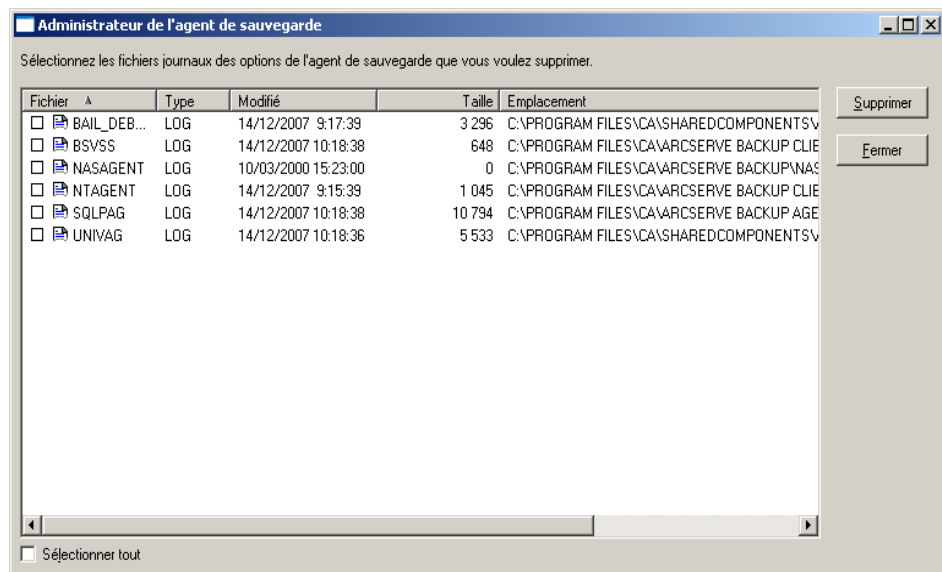 Administrateur de l'agent de sauvegarde
Sélectionnez les fichiers journaux des options de l'agent de sauvegarde que vous voulez supprimer.
Fichier Type Modifié Taille Emplacement
BAIL_DEB... LOG 14/12/2007 9:17:39 3 296 C:\PROGRAM FILES\CA\SHAREDCOMPONENTS\
BSVSS LOG 14/12/2007 10:18:38 648 C:\PROGRAM FILES\CA\ARCSERVE BACKUP CLIE
NASAGENT LOG 10/03/2000 15:23:00 0 C:\PROGRAM FILES\CA\ARCSERVE BACKUP\NAS
NTAGENT LOG 14/12/2007 9:15:39 1 045 C:\PROGRAM FILES\CA\ARCSERVE BACKUP CLIE
SQLPAG LOG 14/12/2007 10:18:38 10 794 C:\PROGRAM FILES\CA\ARCSERVE BACKUP AGE
UNIVAG LOG 14/12/2007 10:18:36 5 533 C:\PROGRAM FILES\CA\SHAREDCOMPONENTS\
Supprimer
Fermer
Sélectionner tout